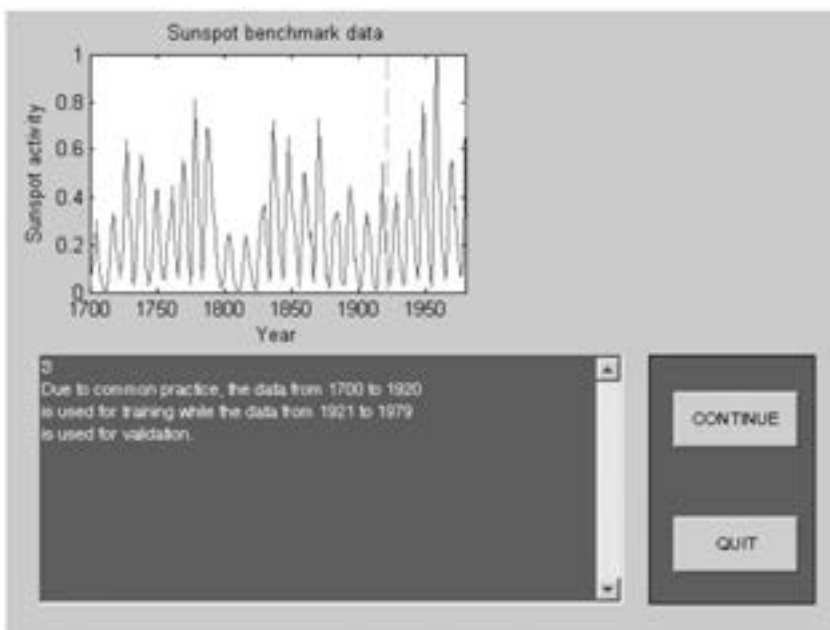 Sunspot benchmark data
1
0.8
0.6
0.4
0.2
0
Sunspot activity
1700 1750 1800 1850 1900 1950
Year
3
Due to common practice, the data from 1700 to 1920
is used for training while the data from 1921 to 1979
is used for validation.
CONTINUE
QUIT